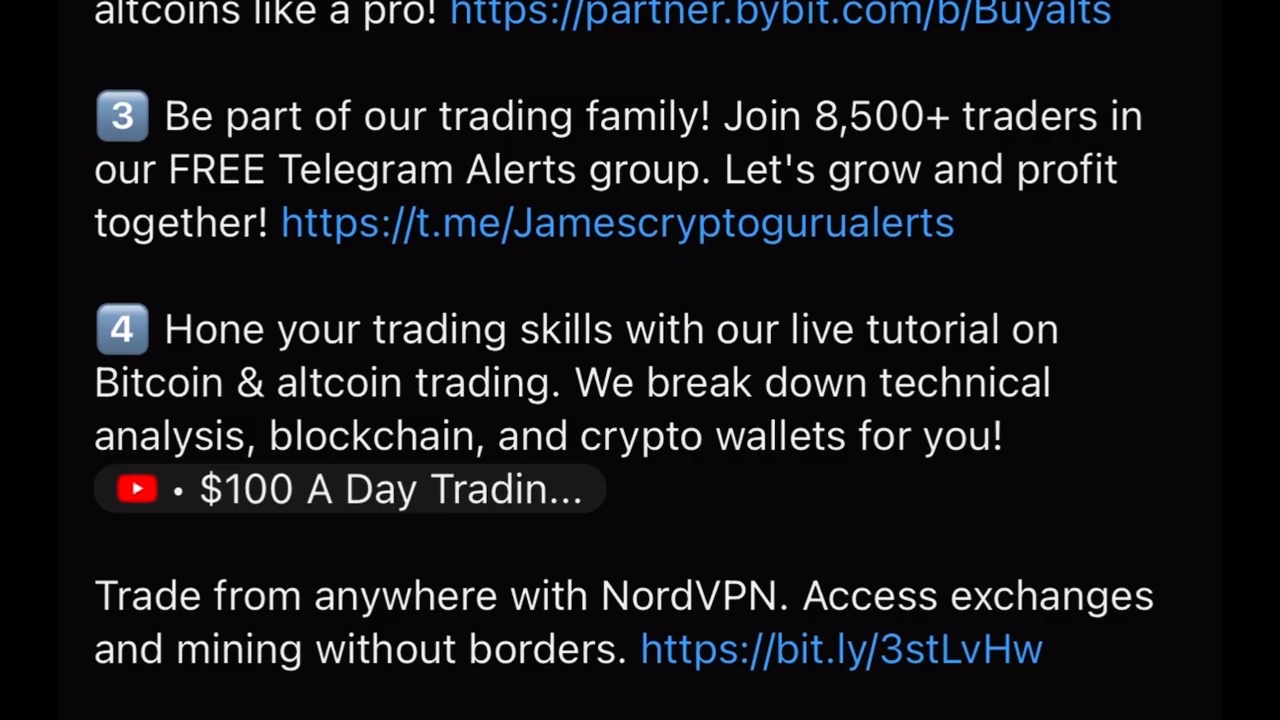 altcoins like a pro! https://partner.bybit.com/b/Buyalts
3 Be part of our trading family! Join 8,500+ traders in
our FREE Telegram Alerts group. Let's grow and profit
together! https://t.me/Jamescryptogurualerts
4 Hone your trading skills with our live tutorial on
Bitcoin & altcoin trading. We break down technical
analysis, blockchain, and crypto wallets for you!
• $100 A Day Tradin...
Trade from anywhere with NordVPN. Access exchanges
and mining without borders. https://bit.ly/3stLvHw